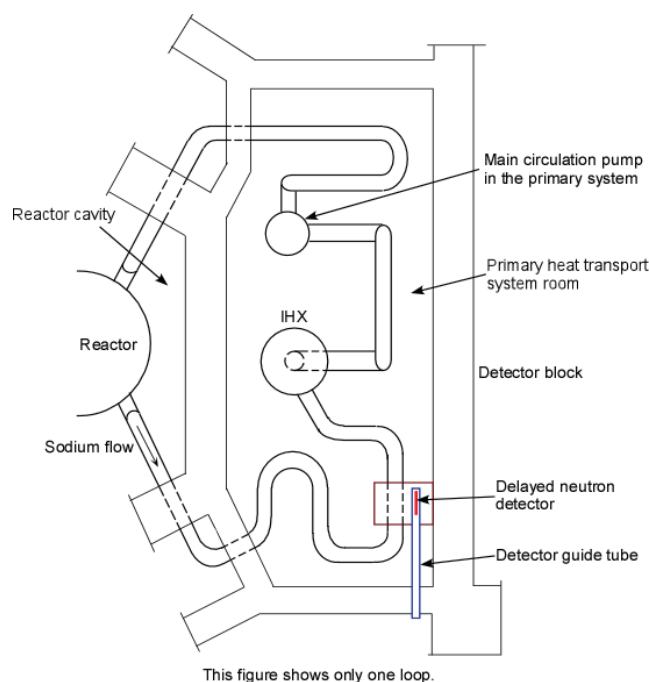 Main circulation pump
in the primary system
Reactor cavity
Primary heat transport
system room
IHX
Reactor
Detector block
Sodium flow
Delayed neutron
detector
Detector guide tube
This figure shows only one loop.